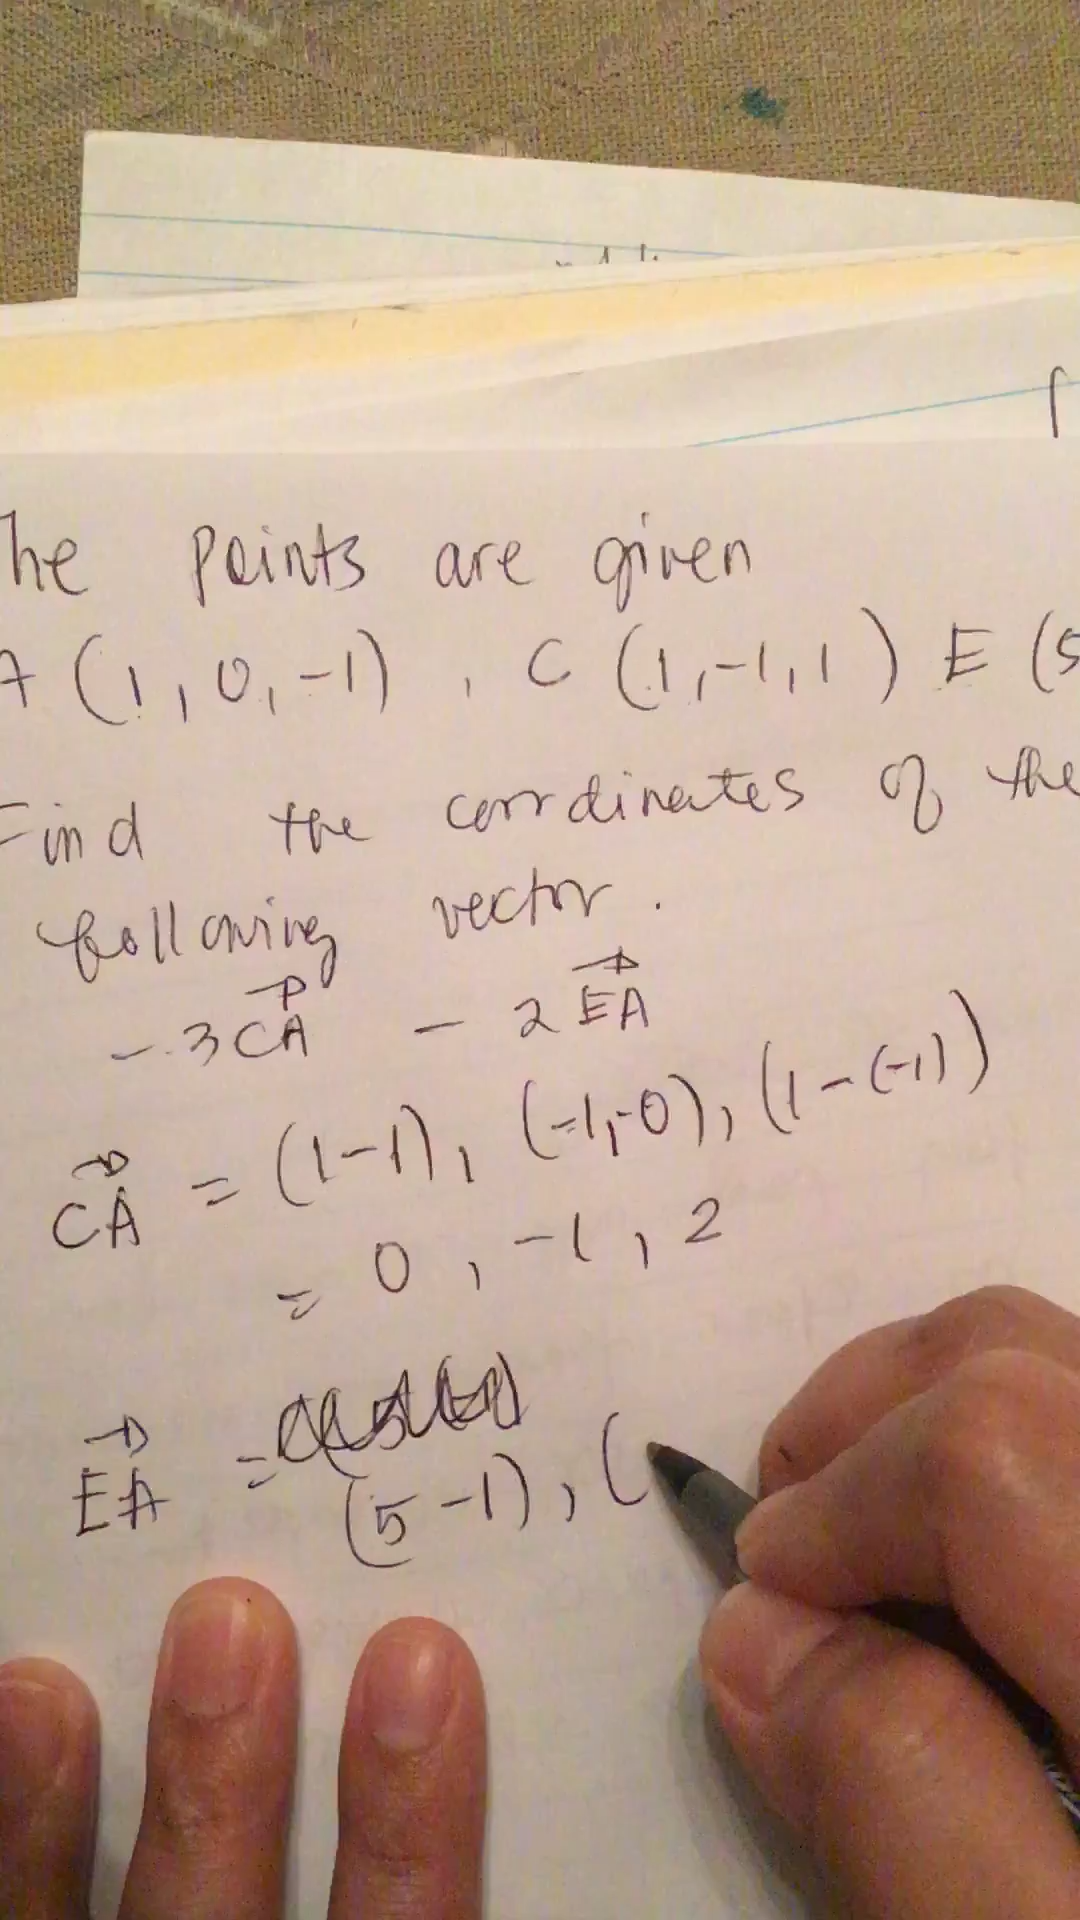 he Points are given
A (1, 0, -1) , C (1, -1, 1) E (5
Find the coordinates of the
following vector.
- 3 CA - 2 EA
CA = (1-1), (-1,-0), (1-(-1))
= 0, -1, 2
EA =
(5-1), (